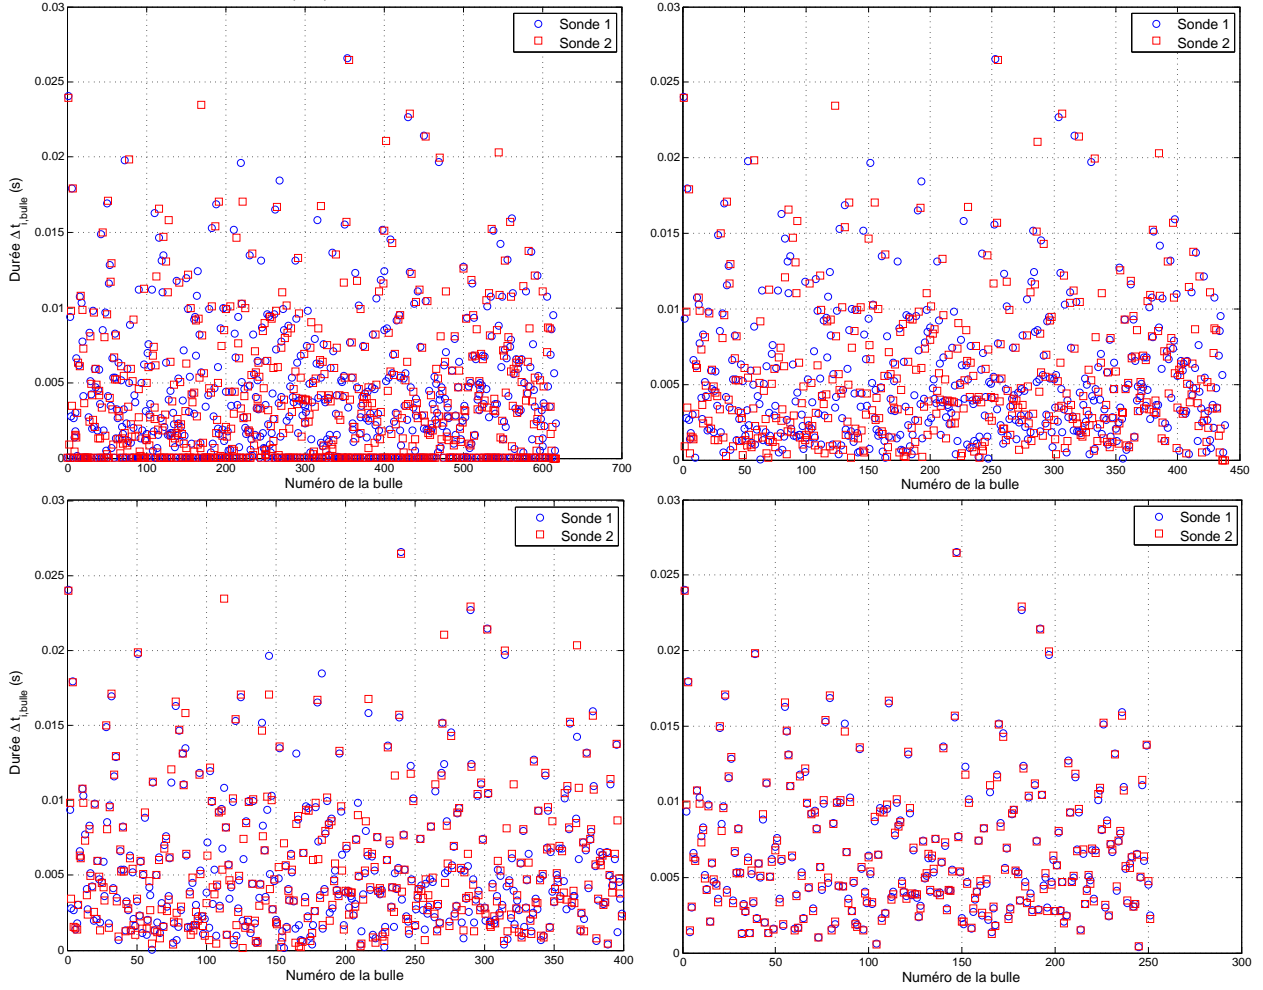 0.03
0.025
0.02
0.015
0.01
0.005
0
0 100 200 300 400 500 600 700
Durée Δt i,bulle (s)
Numéro de la bulle
Sonde 1
Sonde 2
0.03
0.025
0.02
0.015
0.01
0.005
0
0 50 100 150 200 250 300 350 400 450
Numéro de la bulle
Sonde 1
Sonde 2
0.03
0.025
0.02
0.015
0.01
0.005
0
0 50 100 150 200 250 300 350 400
Durée Δt i,bulle (s)
Numéro de la bulle
Sonde 1
Sonde 2
0.03
0.025
0.02
0.015
0.01
0.005
0
0 50 100 150 200 250 300
Numéro de la bulle
Sonde 1
Sonde 2